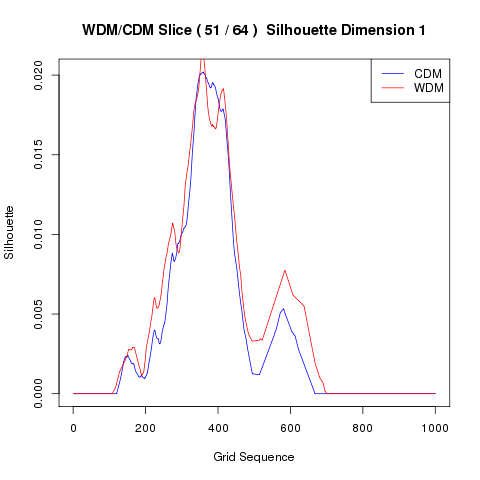 WDM/CDM Slice ( 51 / 64 )  Silhouette Dimension 1
CDM
WDM
Silhouette
0.020
0.015
0.010
0.005
0.000
0
200
400
600
800
1000
Grid Sequence